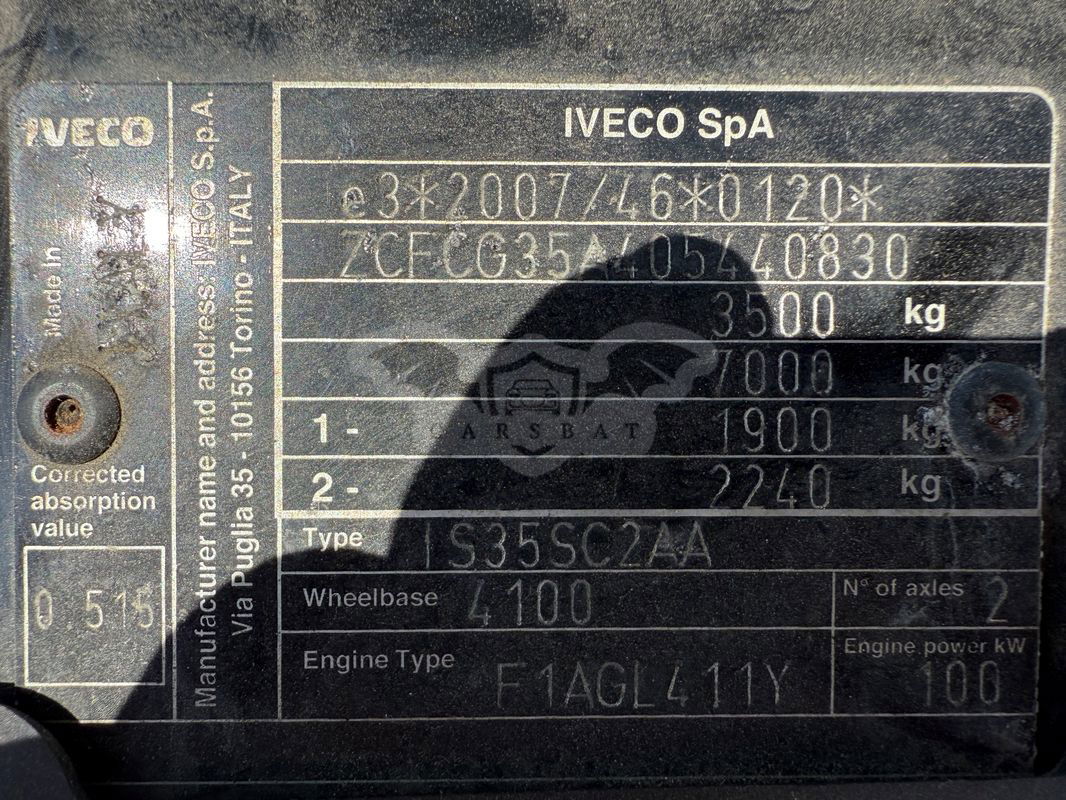 IVECO
Made In
Corrected
absorption
value
0.515
Manufacturer name and address: IVECO S.p.A.
Via Puglia 35 - 10156 Torino - ITALY
IVECO SpA
e3*2007/46*0120*
ZCFCG35A405440830
3500 kg
7000 kg
1- 1900 kg
2- 2240 kg
Type IS35SC2AA
Wheelbase 4100 N° of axles 2
Engine Type F1AGL411Y Engine power kW 100
CARSBAT